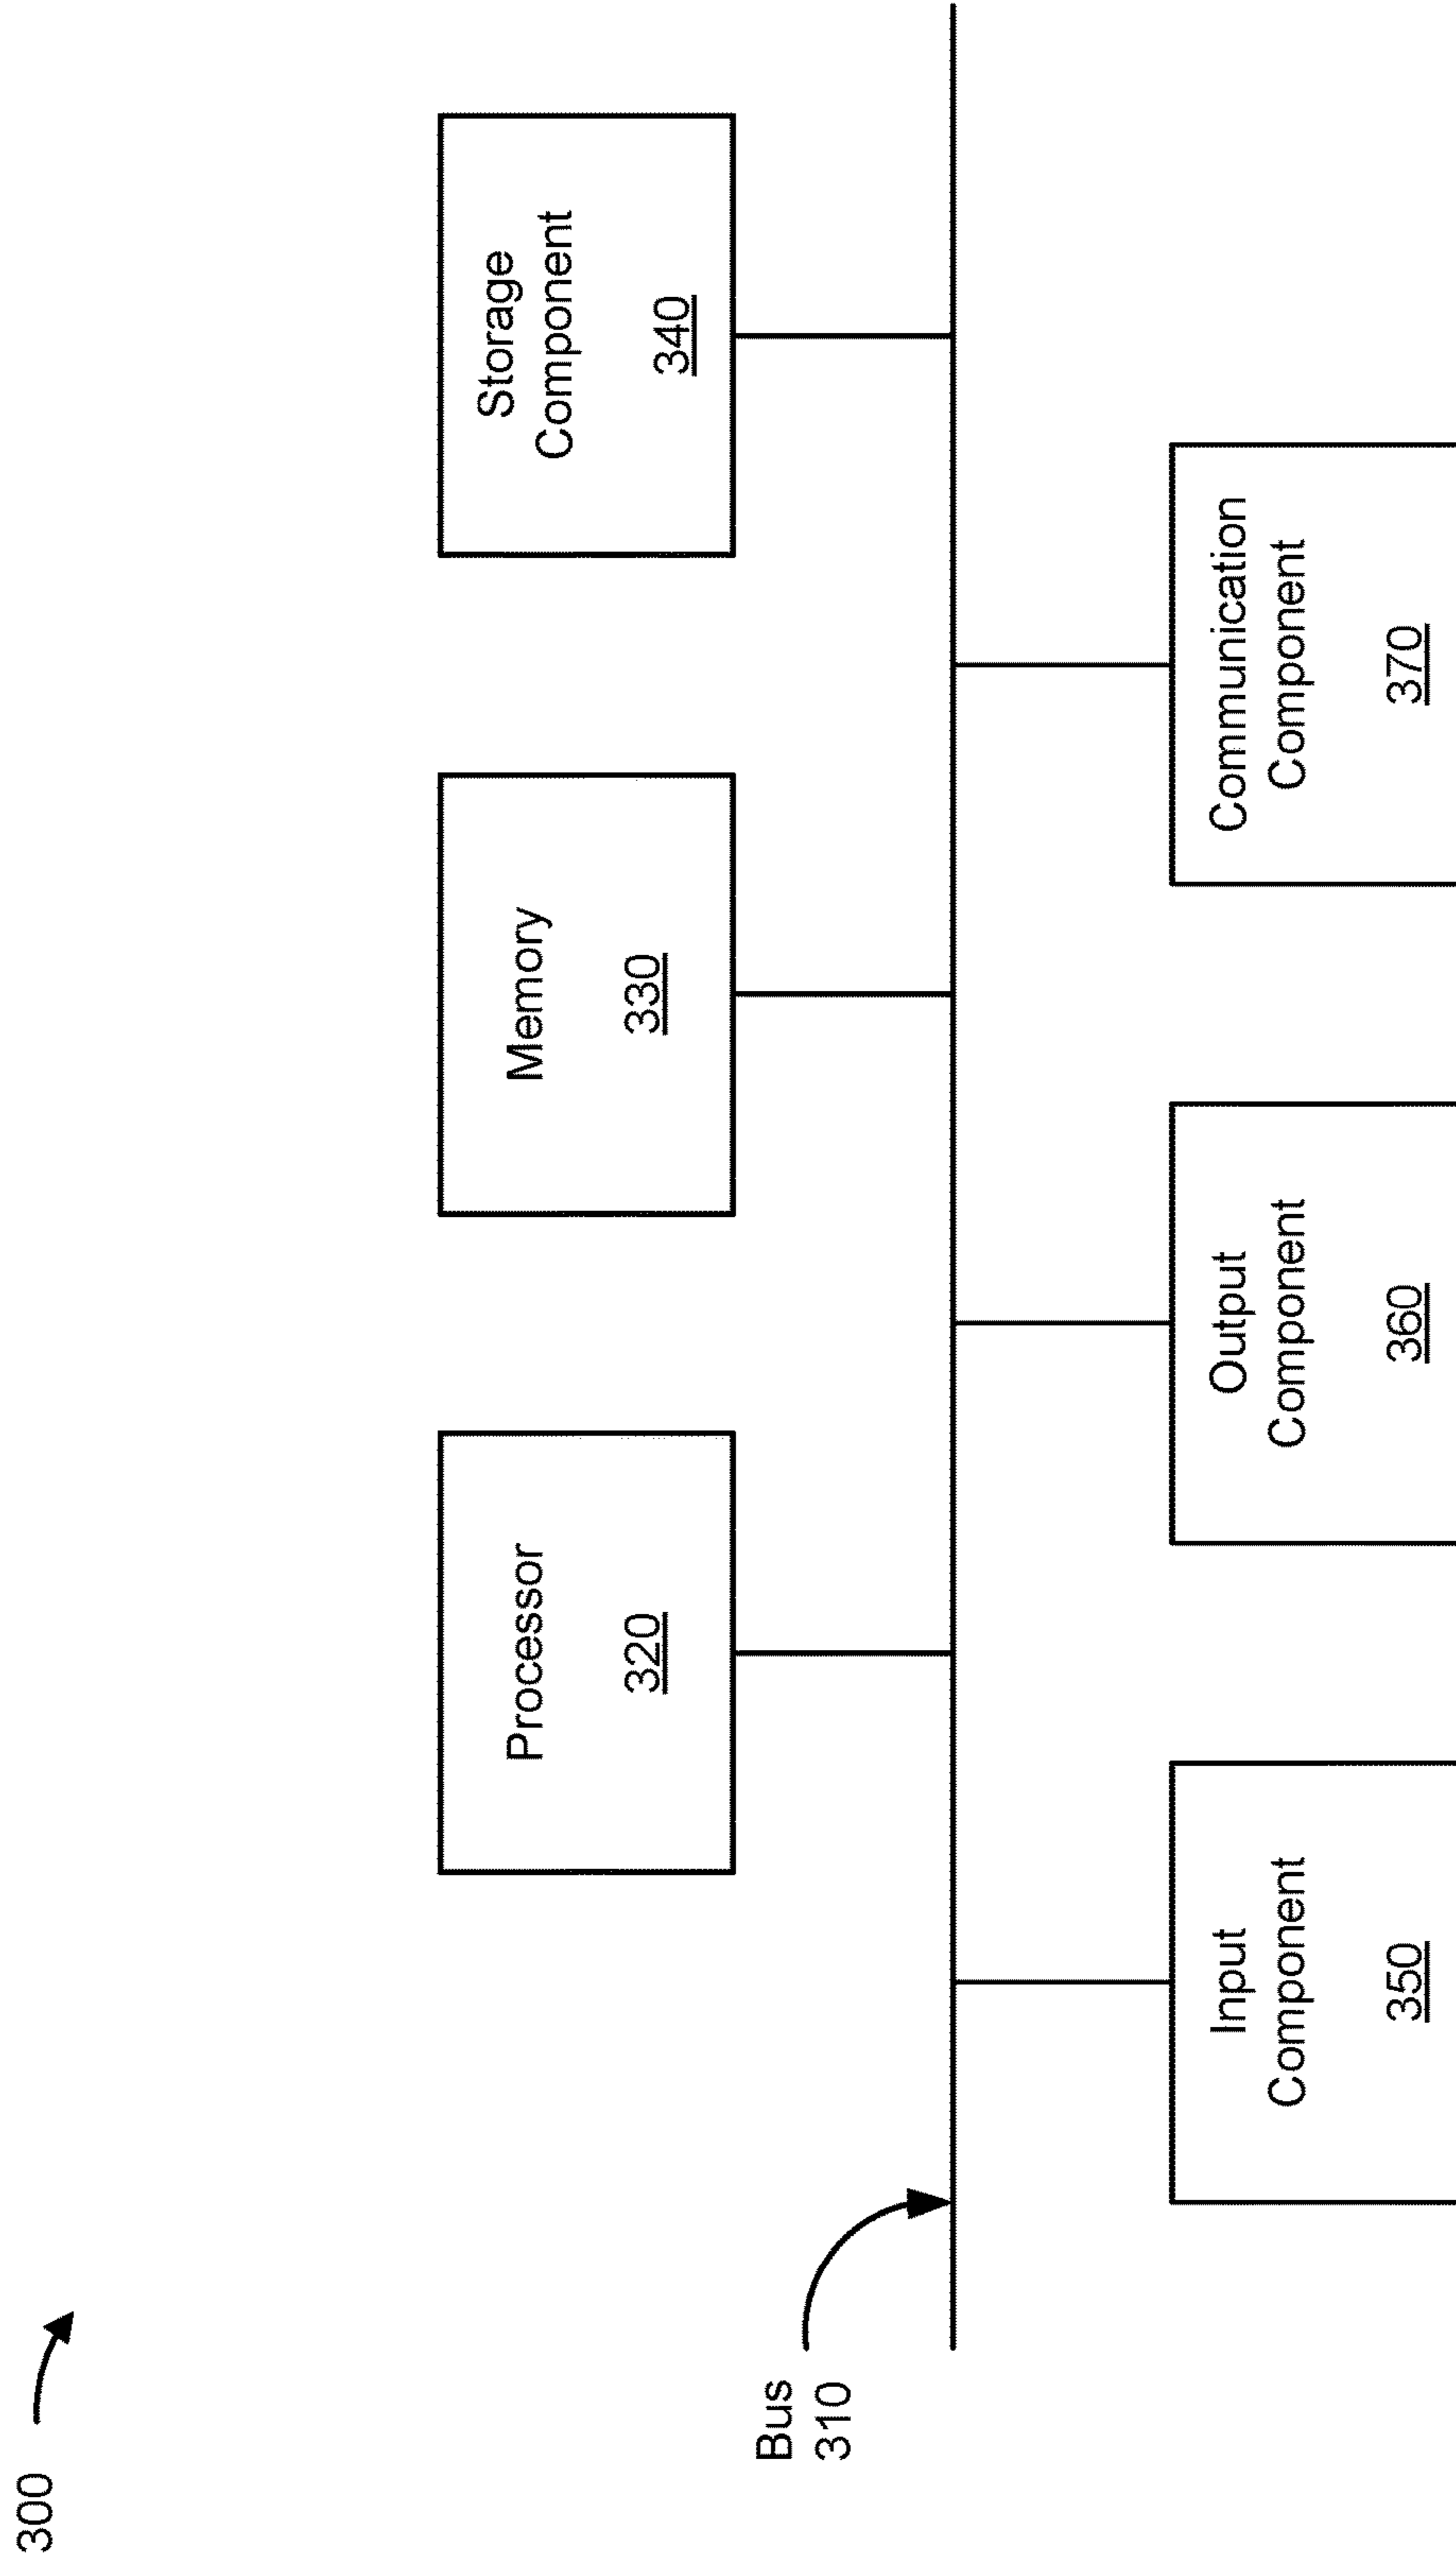 300
Processor
320
Memory
330
Storage
Component
340
Bus
310
Input
Component
350
Output
Component
360
Communication
Component
370